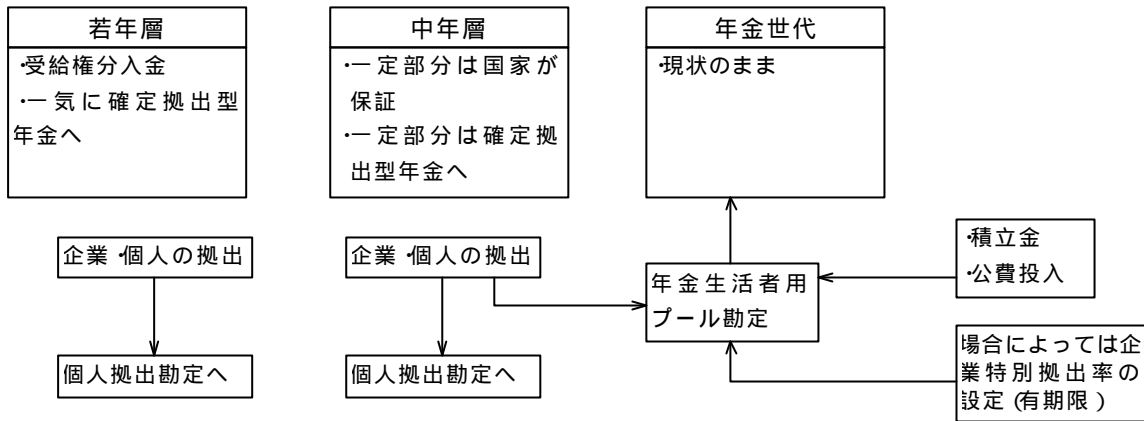 若年層
・受給権分入金
・一気に確定拠出型
年金へ
中年層
・一定部分は国家が
保証
・一定部分は確定拠
出型年金へ
年金世代
・現状のまま
企業・個人の拠出
個人拠出勘定へ
企業・個人の拠出
個人拠出勘定へ
年金生活者用
プール勘定
・積立金
・公費投入
場合によっては企
業特別拠出率の
設定(有期限)